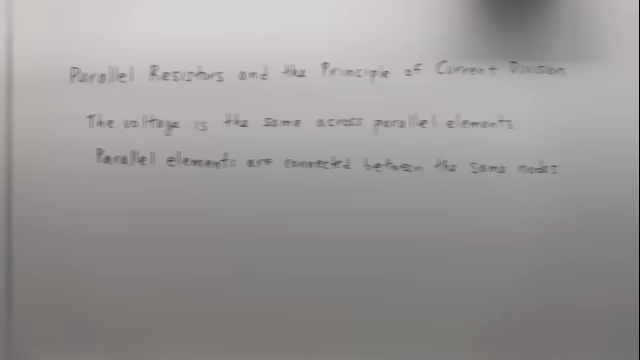 Parallel Resistors and the Principle of Current Division
The voltage is the same across parallel elements.
Parallel elements are connected between the same nodes